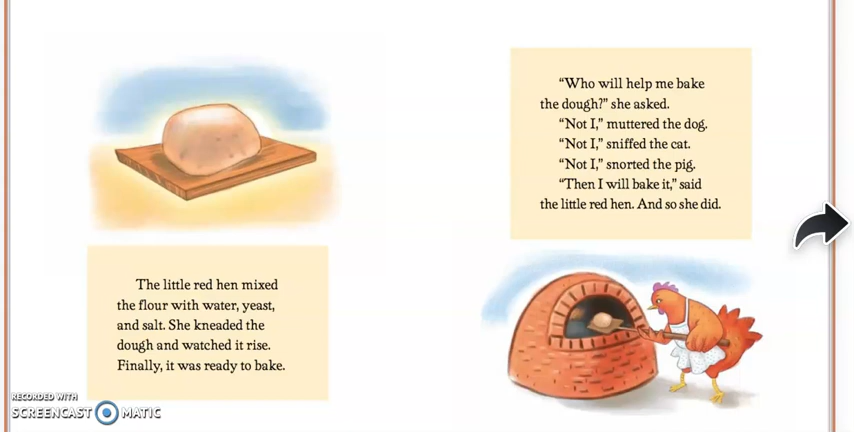 The little red hen mixed
the flour with water, yeast,
and salt. She kneaded the
dough and watched it rise.
Finally, it was ready to bake.
“Who will help me bake
the dough?” she asked.
“Not I,” muttered the dog.
“Not I,” sniffed the cat.
“Not I,” snorted the pig.
“Then I will bake it,” said
the little red hen. And so she did.
RECORDED WITH
SCREENCAST MATIC